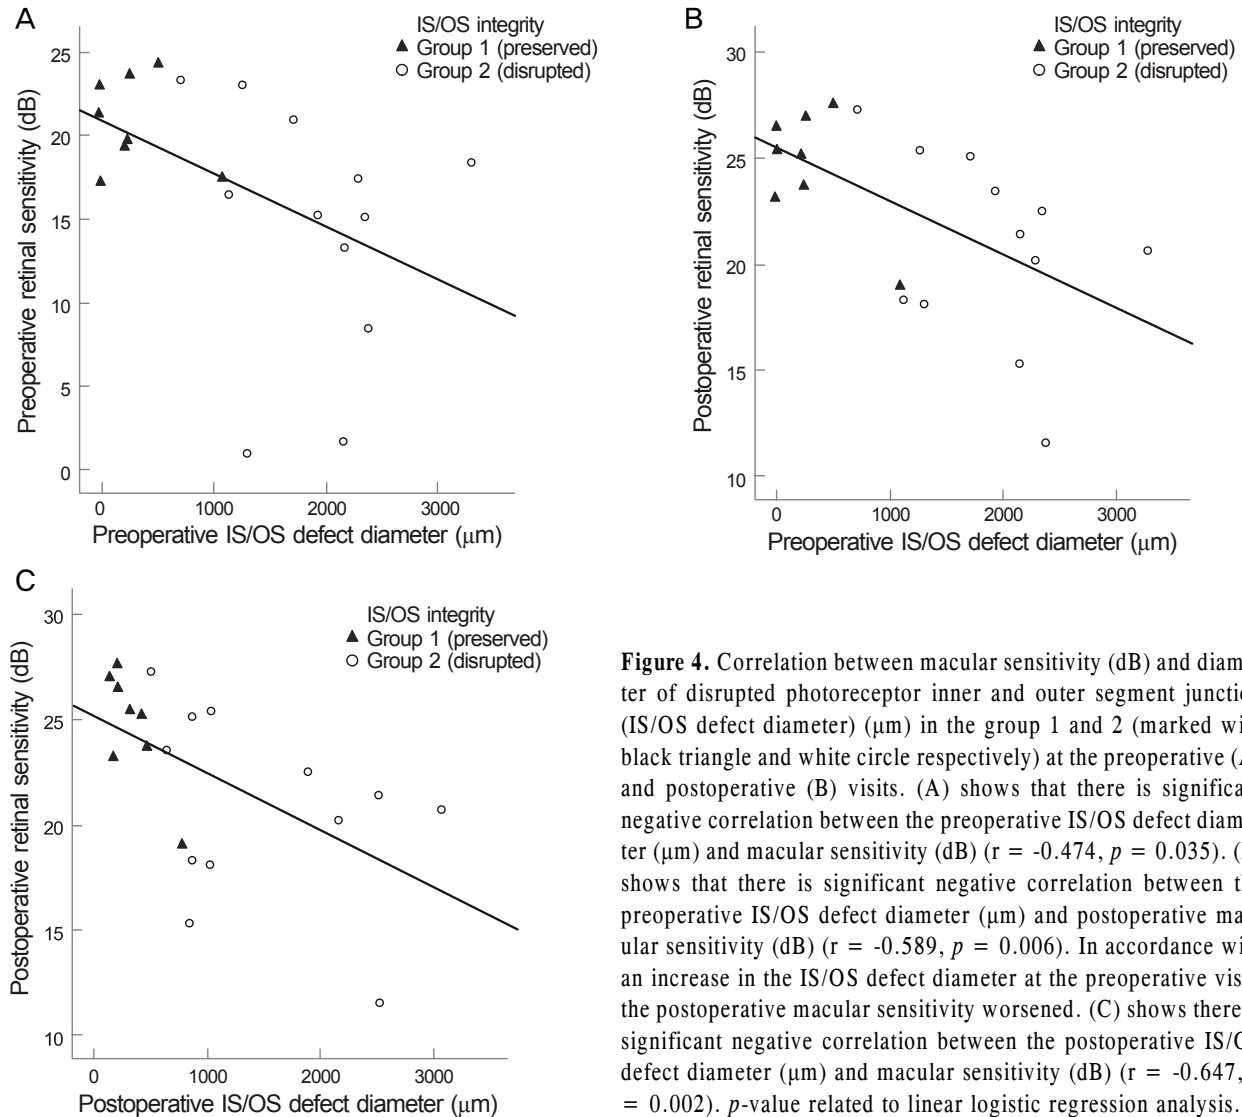 A
IS/OS integrity
Group 1 (preserved)
Group 2 (disrupted)
25
20
15
10
5
0
Preoperative retinal sensitivity (dB)
0 1000 2000 3000
Preoperative IS/OS defect diameter (μm)
B
IS/OS integrity
Group 1 (preserved)
Group 2 (disrupted)
30
25
20
15
10
Postoperative retinal sensitivity (dB)
0 1000 2000 3000
Preoperative IS/OS defect diameter (μm)
C
IS/OS integrity
Group 1 (preserved)
Group 2 (disrupted)
30
25
20
15
10
Postoperative retinal sensitivity (dB)
0 1000 2000 3000
Postoperative IS/OS defect diameter (μm)
Figure 4. Correlation between macular sensitivity (dB) and diame
ter of disrupted photoreceptor inner and outer segment junctio
(IS/OS defect diameter) (μm) in the group 1 and 2 (marked wi
black triangle and white circle respectively) at the preoperative (
and postoperative (B) visits. (A) shows that there is significa
negative correlation between the preoperative IS/OS defect diam
ter (μm) and macular sensitivity (dB) (r = -0.474, p = 0.035). (
shows that there is significant negative correlation between t
preoperative IS/OS defect diameter (μm) and postoperative ma
ular sensitivity (dB) (r = -0.589, p = 0.006). In accordance wi
an increase in the IS/OS defect diameter at the preoperative vis
the postoperative macular sensitivity worsened. (C) shows there
significant negative correlation between the postoperative IS/O
defect diameter (μm) and macular sensitivity (dB) (r = -0.647,
= 0.002). p-value related to linear logistic regression analysis.